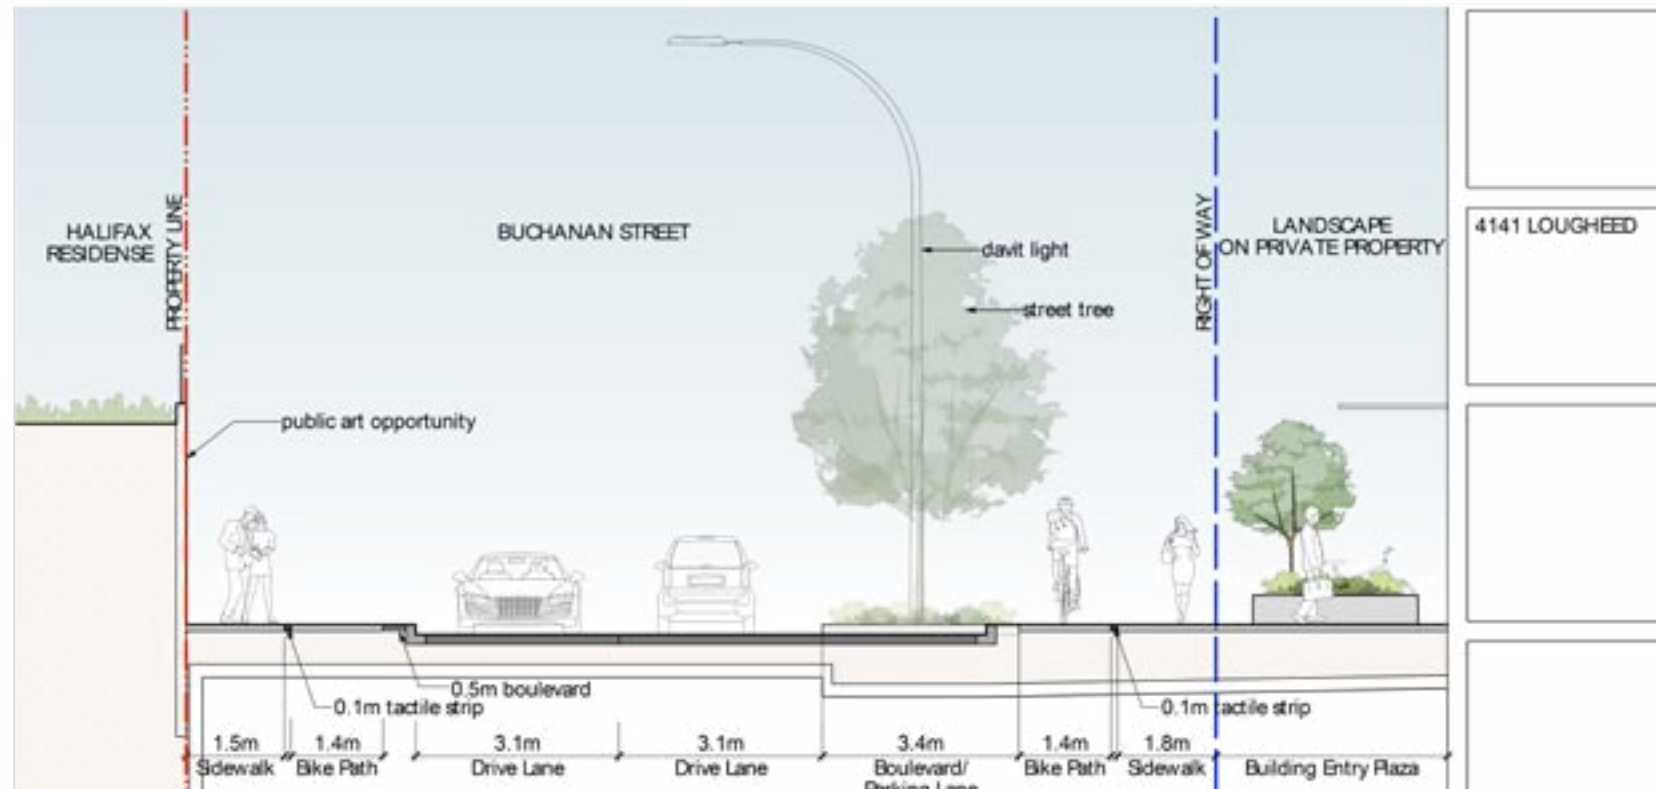 HALIFAX
RESIDENSE
PROPERTY LINE
BUCHANAN STREET
davit light
street tree
RIGHT OF WAY
LANDSCAPE
ON PRIVATE PROPERTY
4141 LOUGHEED
public art opportunity
0.5m boulevard
0.1m tactile strip
0.1m tactile strip
1.5m
1.4m
3.1m
3.1m
3.4m
1.4m
1.8m
Sidewalk
Bike Path
Drive Lane
Drive Lane
Boulevard/
Parking Lane
Bike Path
Sidewalk
Building Entry Plaza